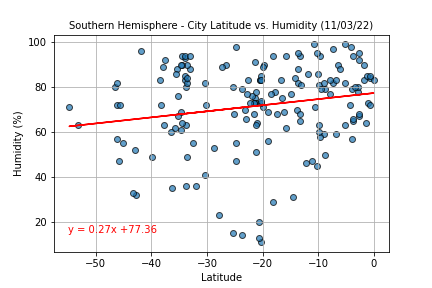 Southern Hemisphere - City Latitude vs. Humidity (11/03/22)
100
80
60
40
20
Humidity (%)
y = 0.27x +77.36
−50
−40
−30
−20
−10
0
Latitude